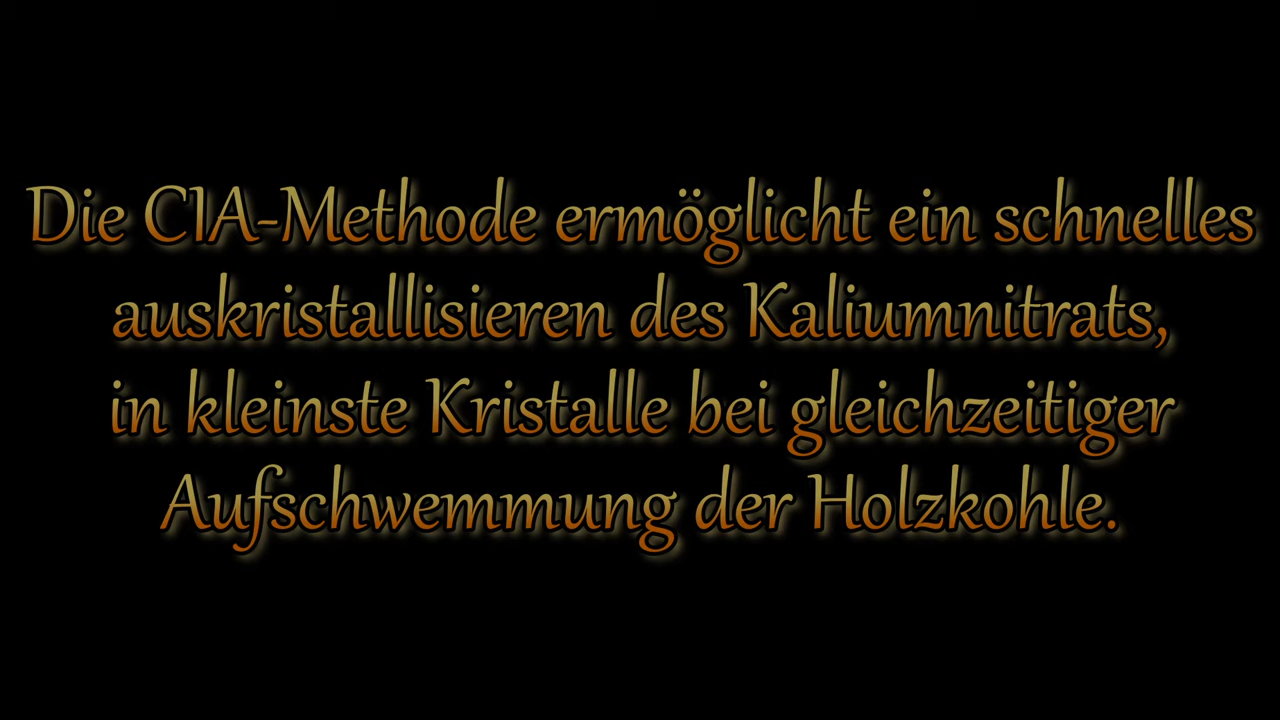 Die CIA-Methode ermöglicht ein schnelles
auskristallisieren des Kaliumnitrats,
in kleinste Kristalle bei gleichzeitiger
Aufschwemmung der Holzkohle.